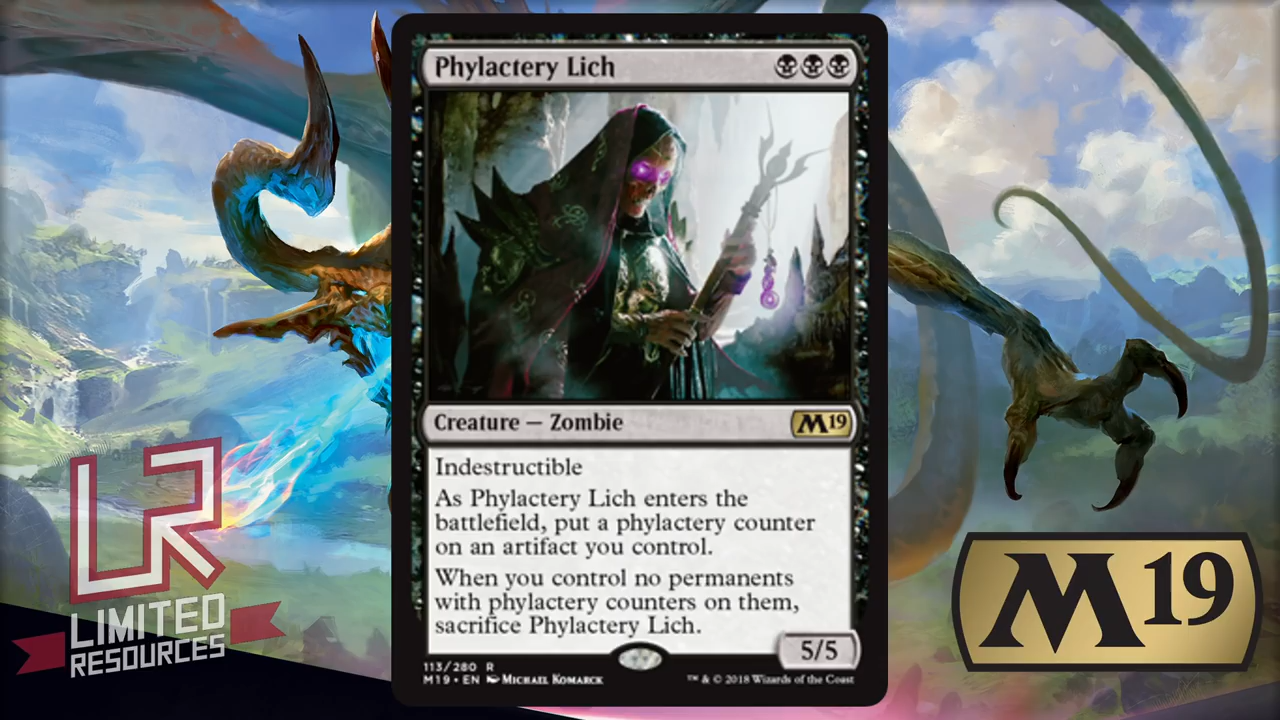 Phylactery Lich
Creature — Zombie
M19
Indestructible
As Phylactery Lich enters the
battlefield, put a phylactery counter
on an artifact you control.
When you control no permanents
with phylactery counters on them,
sacrifice Phylactery Lich.
5/5
113/280 R
M19 • EN Michael Komarck
™ & © 2018 Wizards of the Coast
LR
LIMITED
RESOURCES
M19